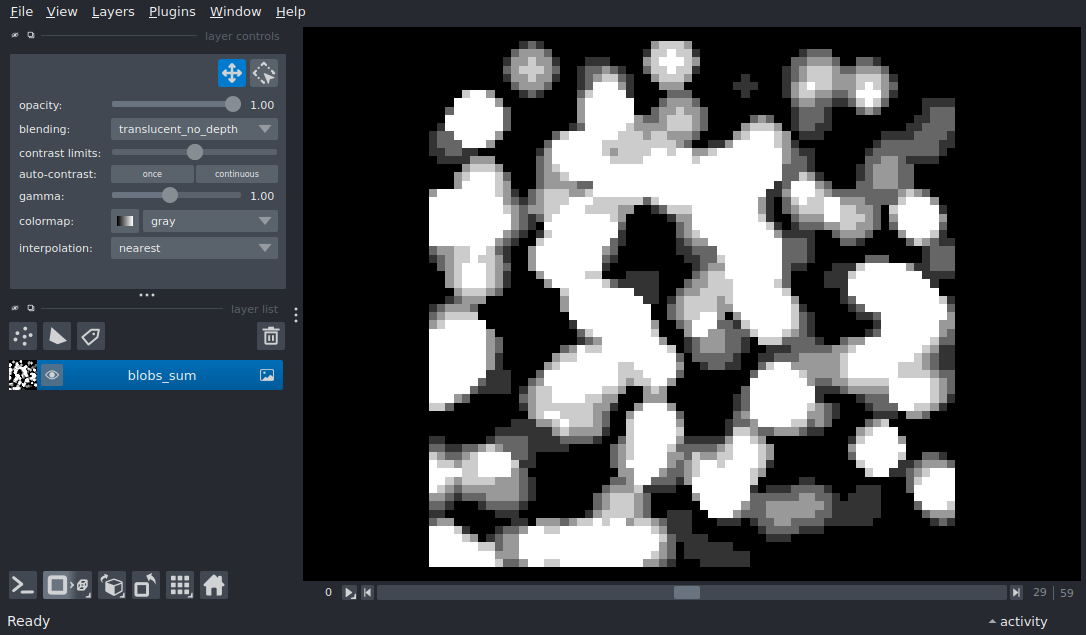 File View Layers Plugins Window Help
layer controls
opacity: 1.00
blending: translucent_no_depth
contrast limits:
auto-contrast: once continuous
gamma: 1.00
colormap: gray
interpolation: nearest
layer list
blobs_sum
0 29 | 59
Ready activity